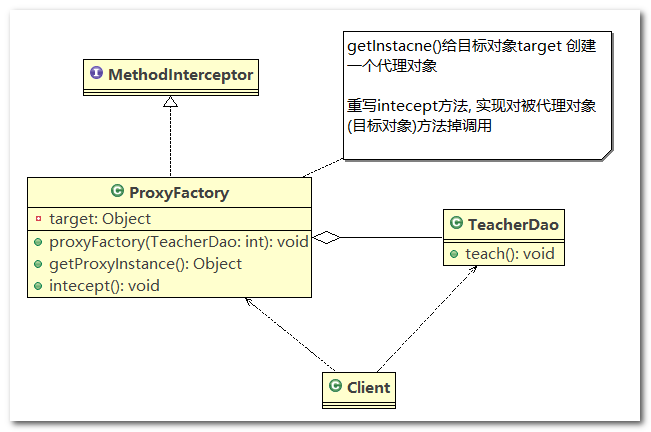 getInstacne()给目标对象target 创建
一个代理对象
重写intecept方法, 实现对被代理对象
(目标对象)方法掉调用
I MethodInterceptor
C ProxyFactory
target: Object
proxyFactory(TeacherDao: int): void
getProxyInstance(): Object
intecept(): void
C TeacherDao
teach(): void
C Client